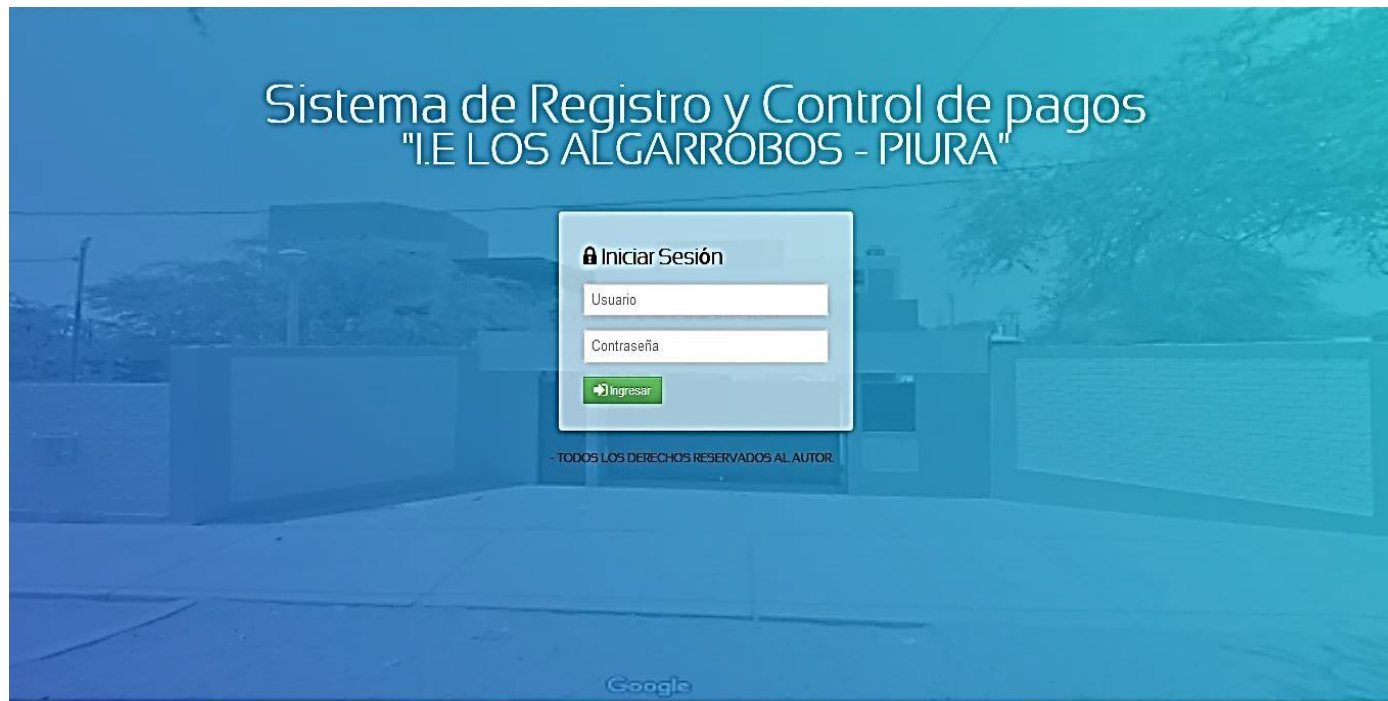 Sistema de Registro y Control de pagos
"I.E LOS ALGARROBOS - PIURA"
Iniciar Sesión
Usuario
Contraseña
Ingresar
- TODOS LOS DERECHOS RESERVADOS AL AUTOR.
Google